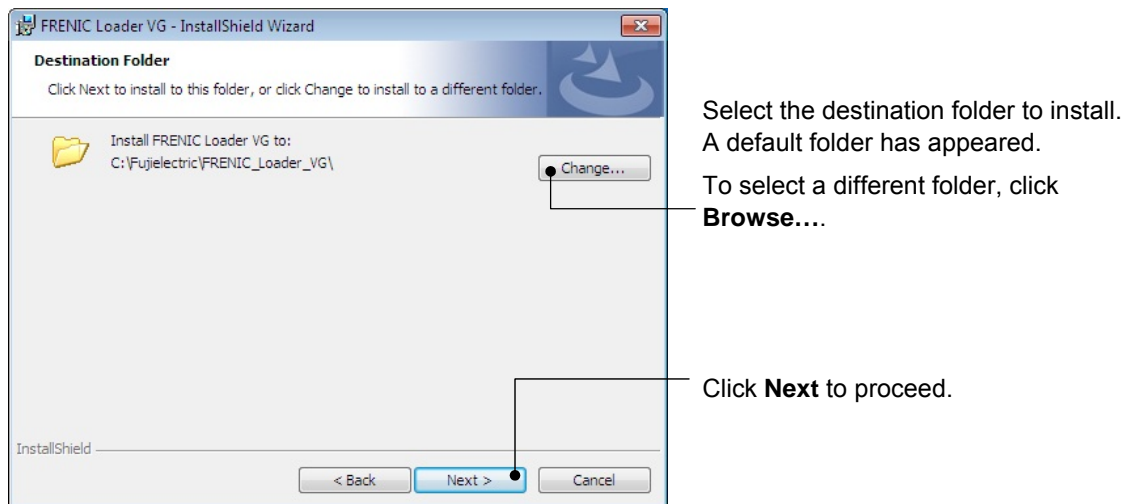 FRENIC Loader VG - InstallShield Wizard
Destination Folder
Click Next to install to this folder, or click Change to install to a different folder.
Install FRENIC Loader VG to:
C:\Fujielectric\FRENIC_Loader_VG\
Change...
Select the destination folder to install.
A default folder has appeared.
To select a different folder, click
Browse….
Click Next to proceed.
InstallShield
< Back
Next >
Cancel